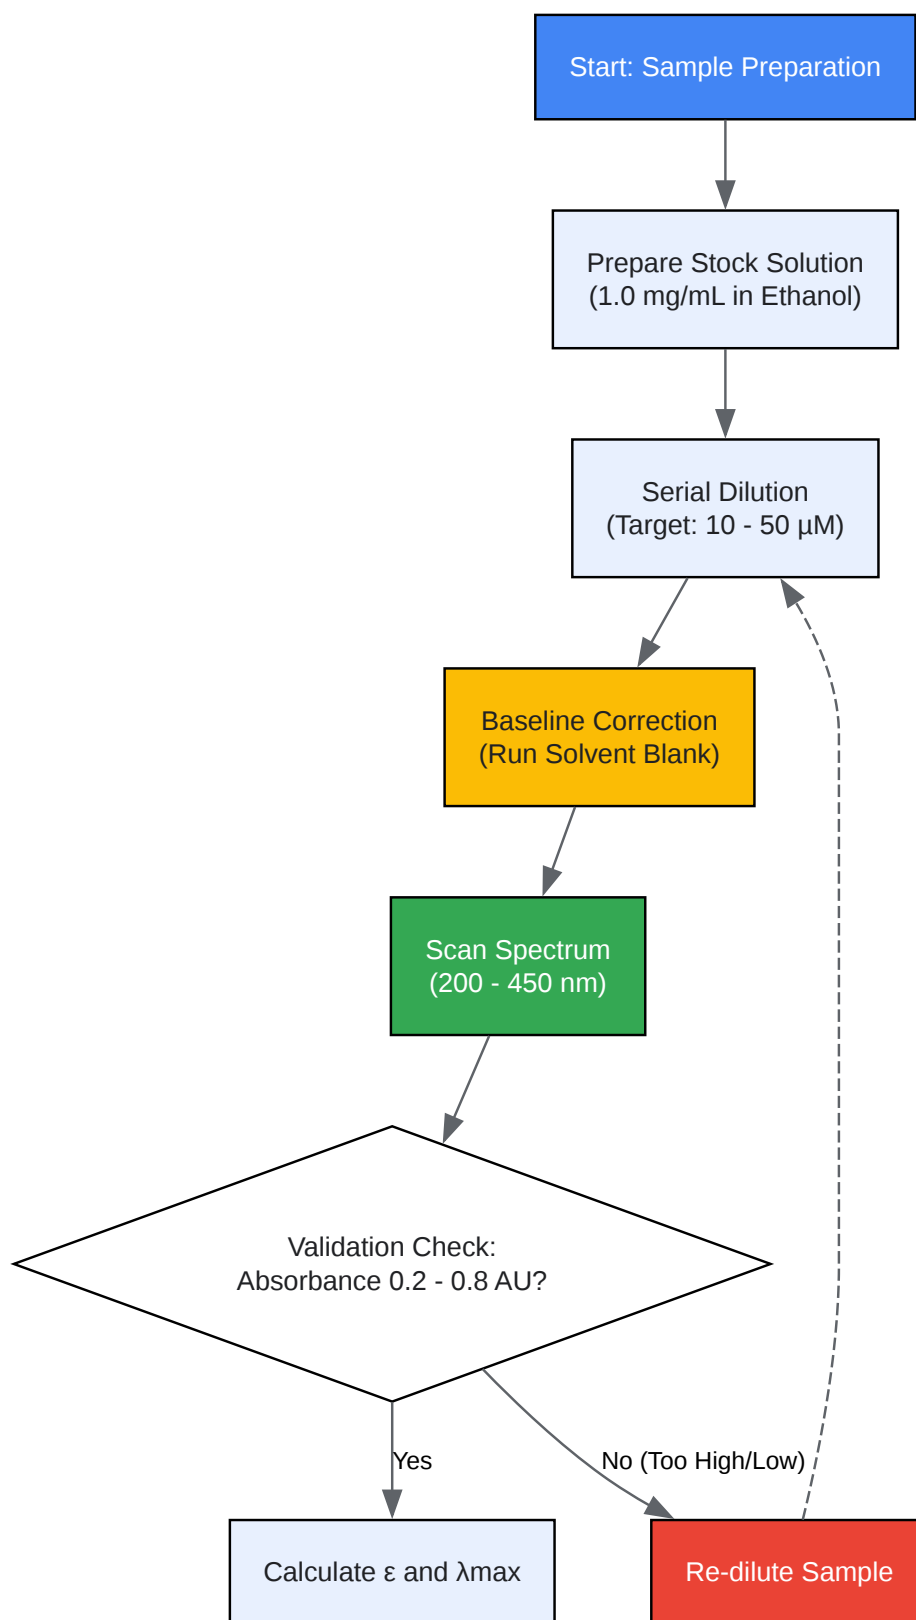 Start: Sample Preparation
Prepare Stock Solution
(1.0 mg/mL in Ethanol)
Serial Dilution
(Target: 10 - 50 µM)
Baseline Correction
(Run Solvent Blank)
Scan Spectrum
(200 - 450 nm)
Validation Check:
Absorbance 0.2 - 0.8 AU?
Yes
No (Too High/Low)
Calculate ε and λmax
Re-dilute Sample